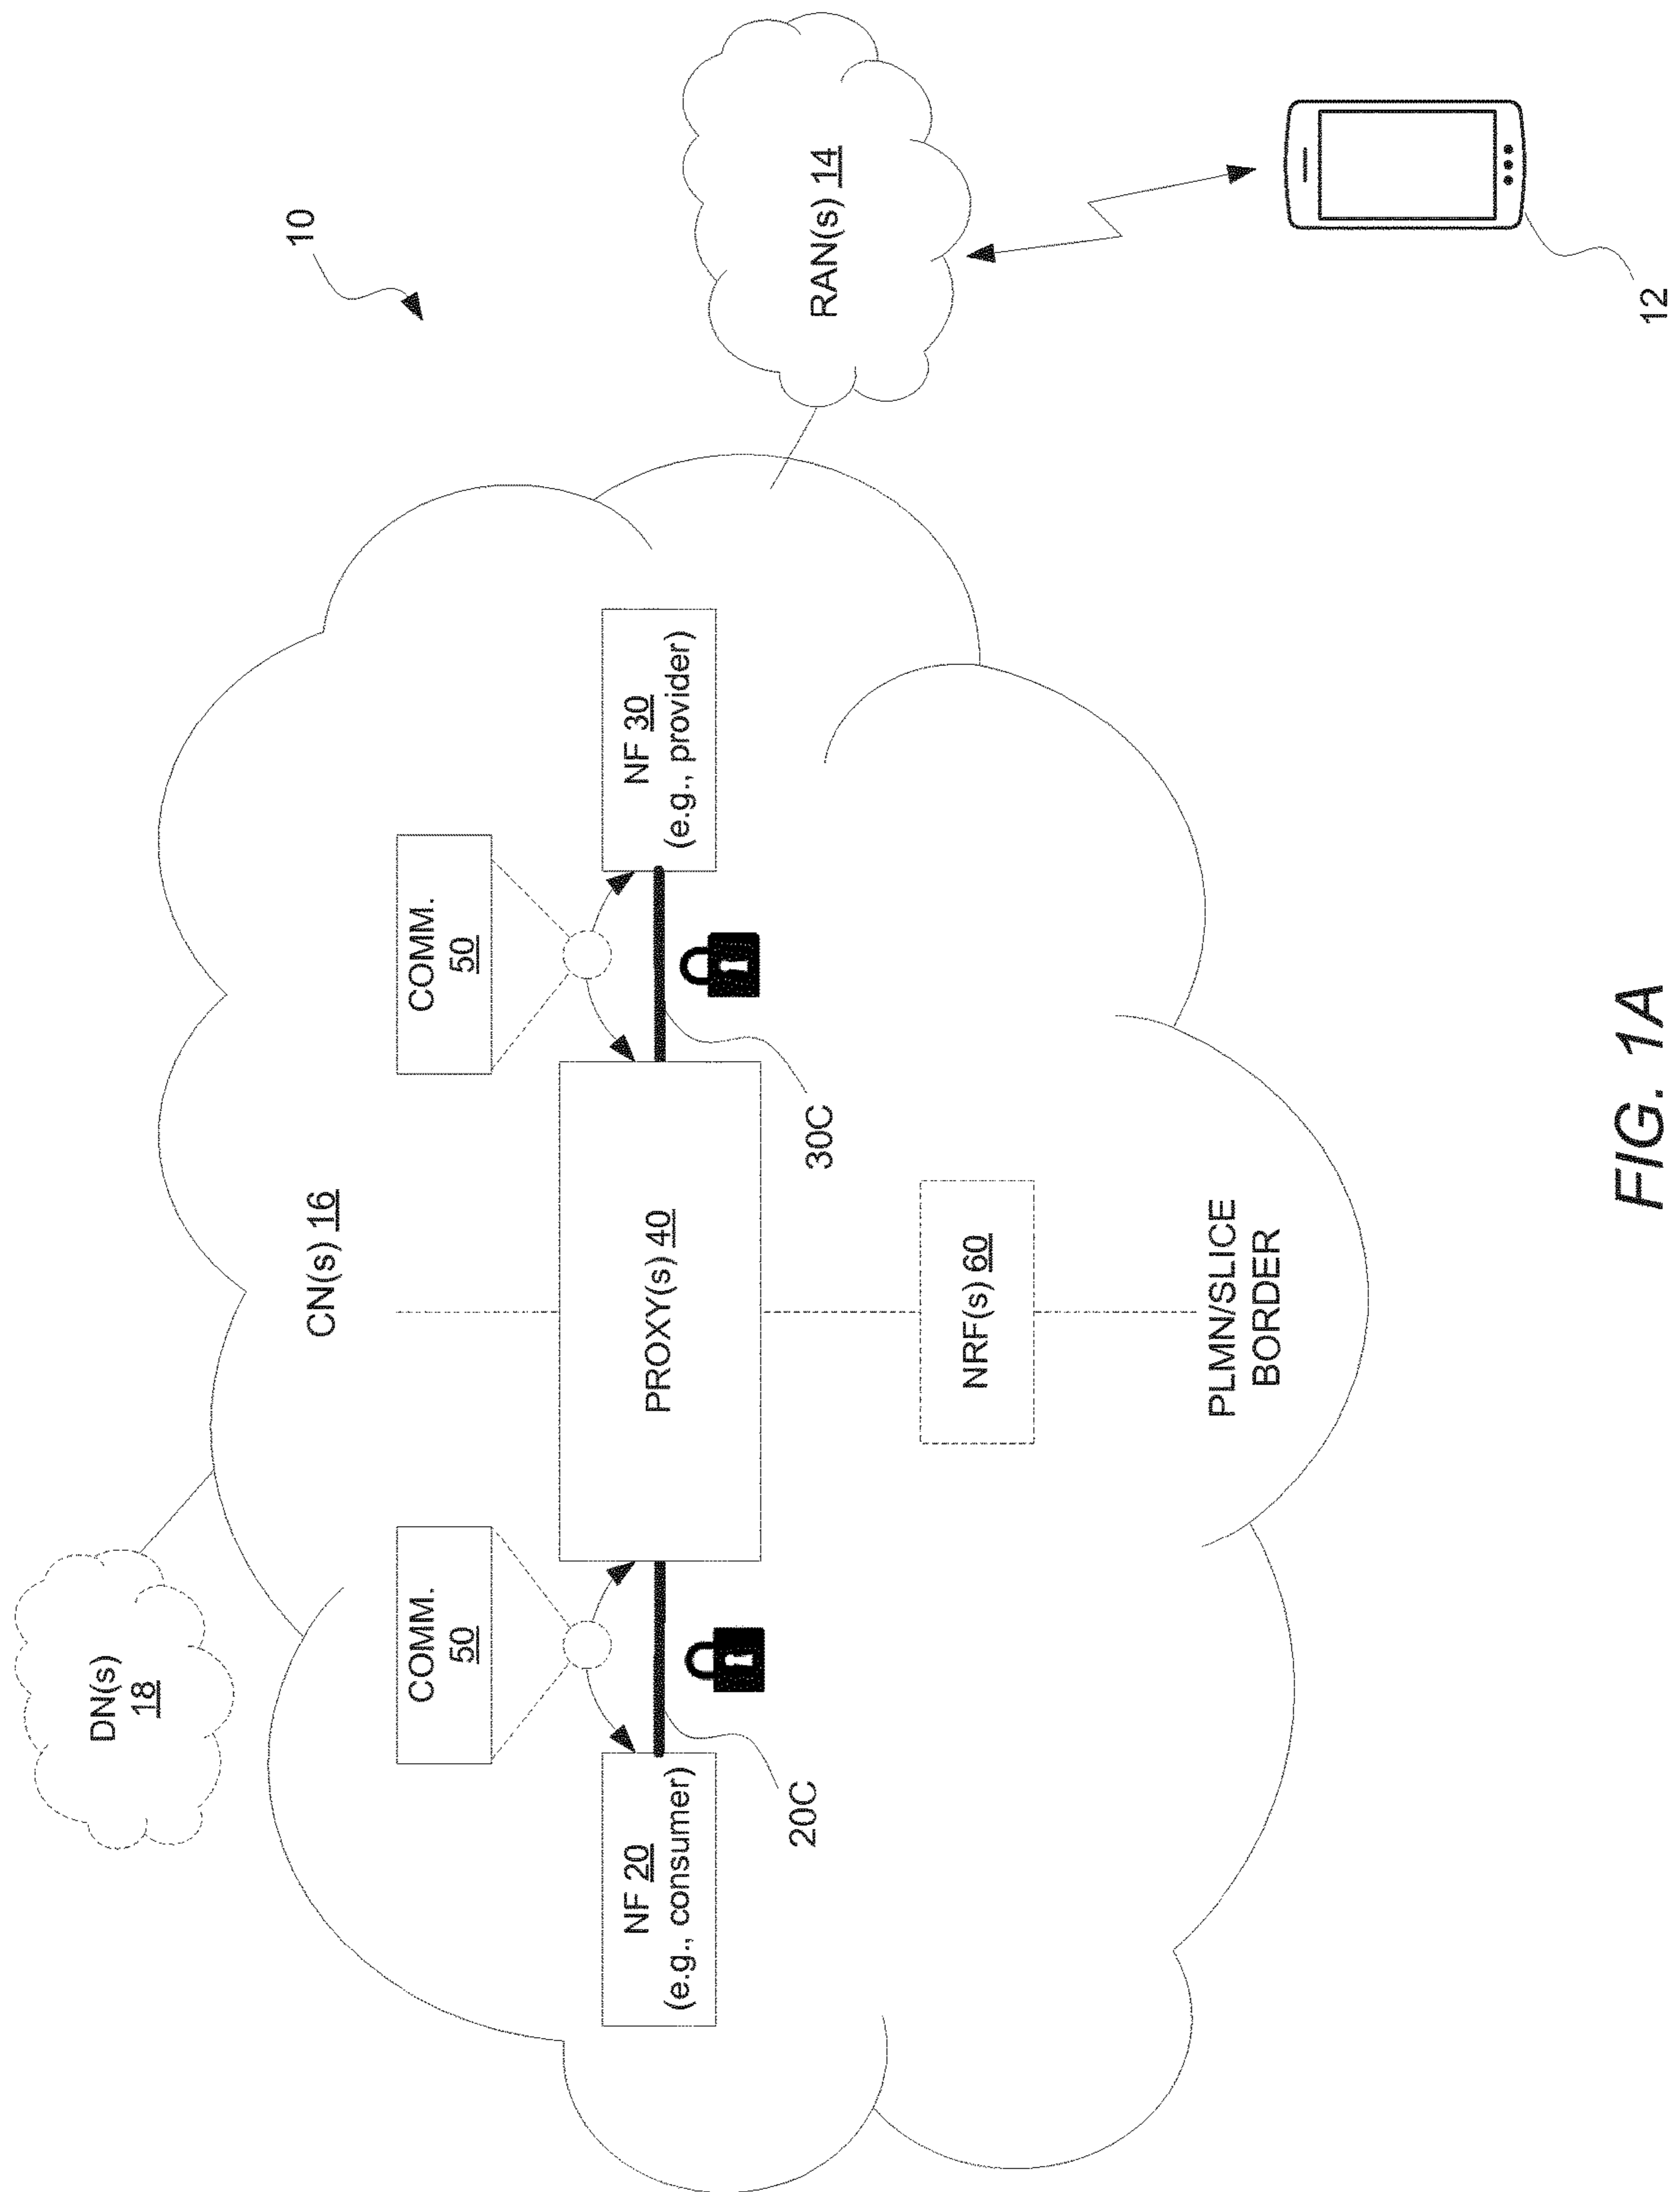 DN(s)
18
10
CN(s) 16
COMM.
50
COMM.
50
RAN(s) 14
NF 20
(e.g., consumer)
PROXY(s) 40
NF 30
(e.g., provider)
20C
30C
NRF(s) 60
PLMN/SLICE
BORDER
12
FIG. 1A